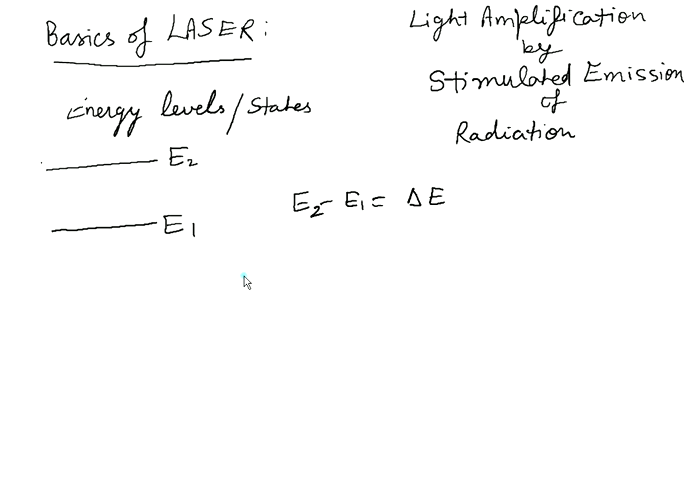 Basics of LASER:
Light Amplification
by
Stimulated Emission
of
Radiation
Energy levels/States
E₂
E₁
E₂- E₁ = ΔE